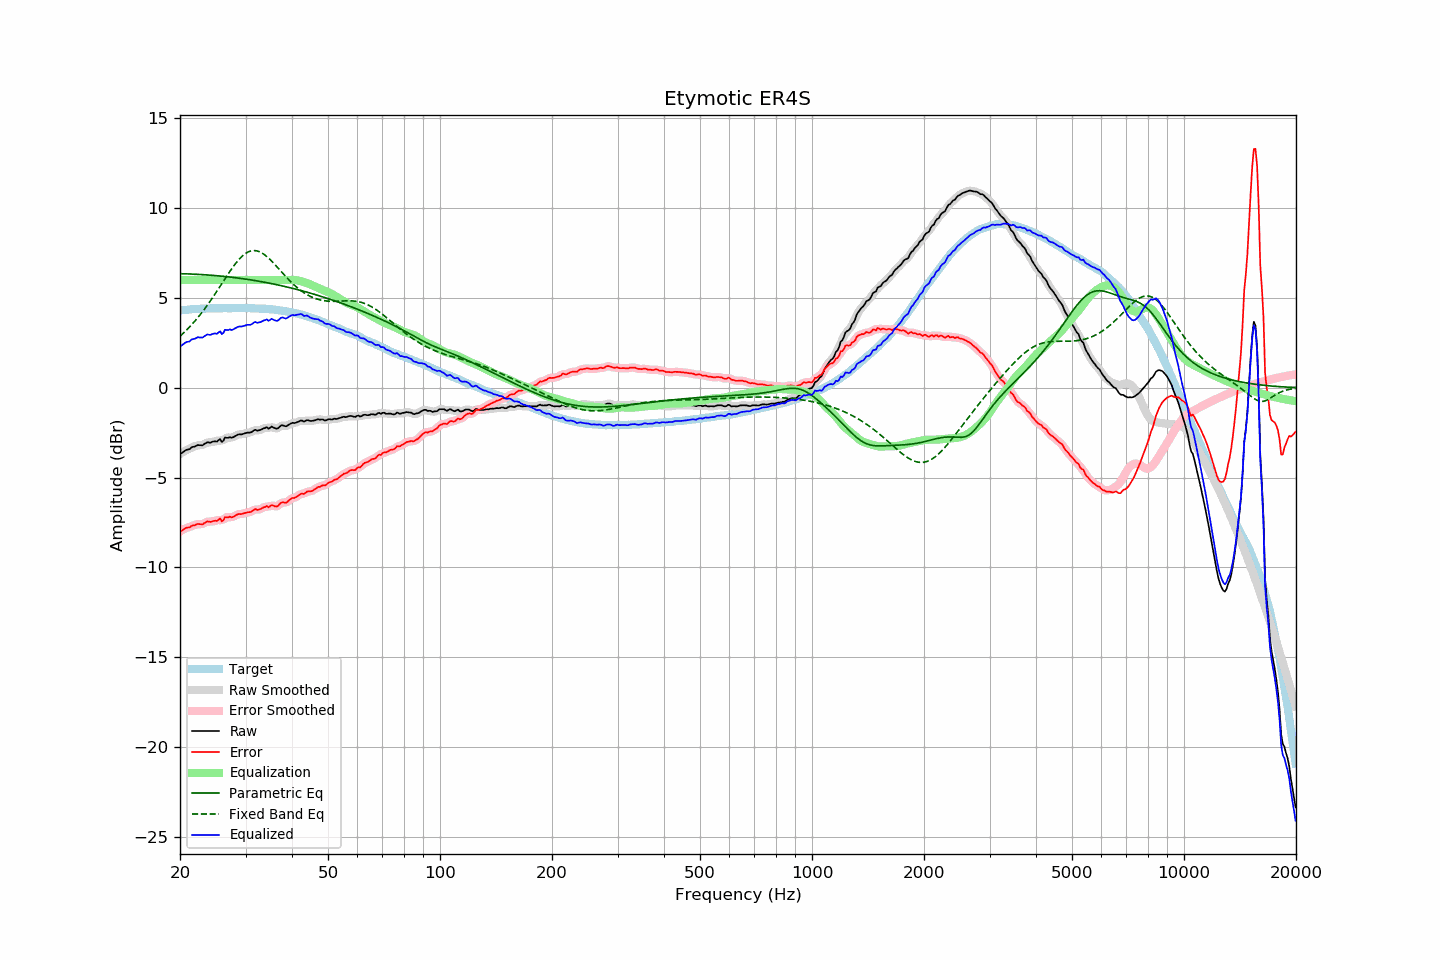 Etymotic ER4S
15
10
5
0
−5
−10
−15
−20
−25
Amplitude (dBr)
Target
Raw Smoothed
Error Smoothed
Raw
Error
Equalization
Parametric Eq
Fixed Band Eq
Equalized
20 50 100 200 500 1000 2000 5000 10000 20000
Frequency (Hz)